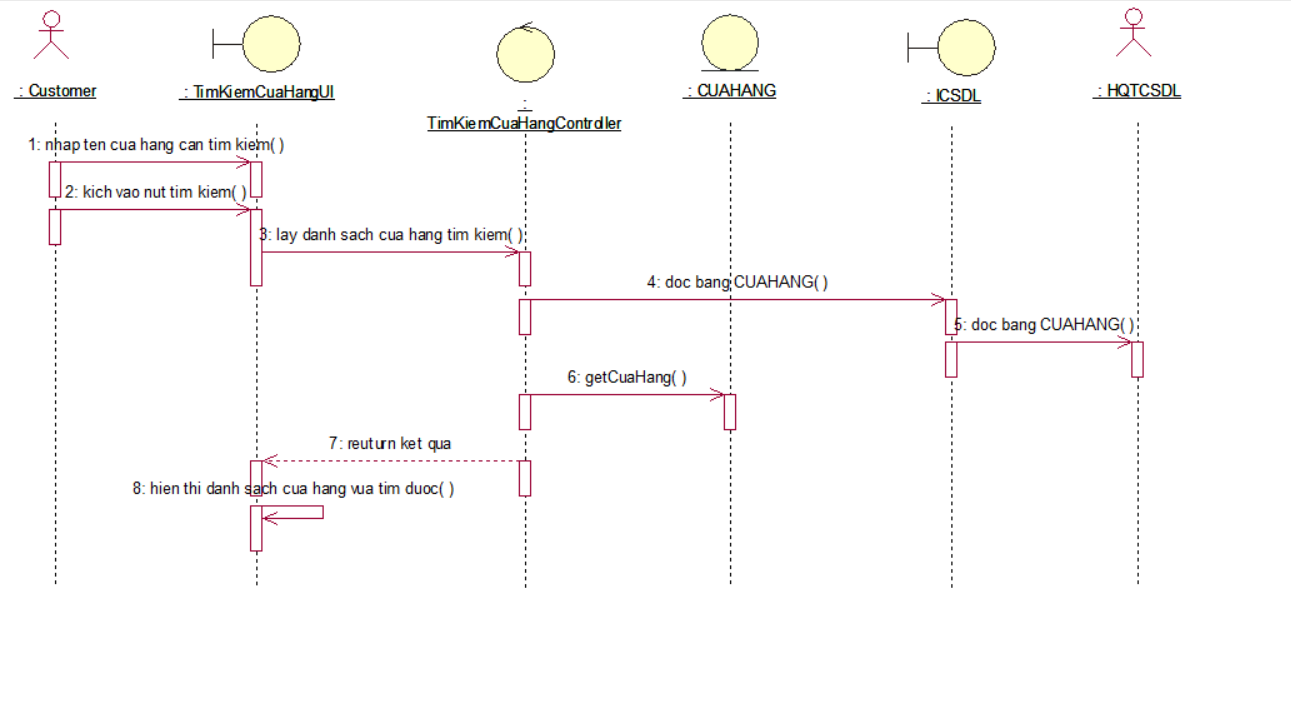 : Customer
: TimKiemCuaHangUI
:
TimKiemCuaHangController
: CUAHANG
: ICSDL
: HQTCSDL
1: nhap ten cua hang can tim kiem( )
2: kich vao nut tim kiem( )
3: lay danh sach cua hang tim kiem( )
4: doc bang CUAHANG( )
5: doc bang CUAHANG( )
6: getCuaHang( )
7: reuturn ket qua
8: hien thi danh sach cua hang vua tim duoc( )